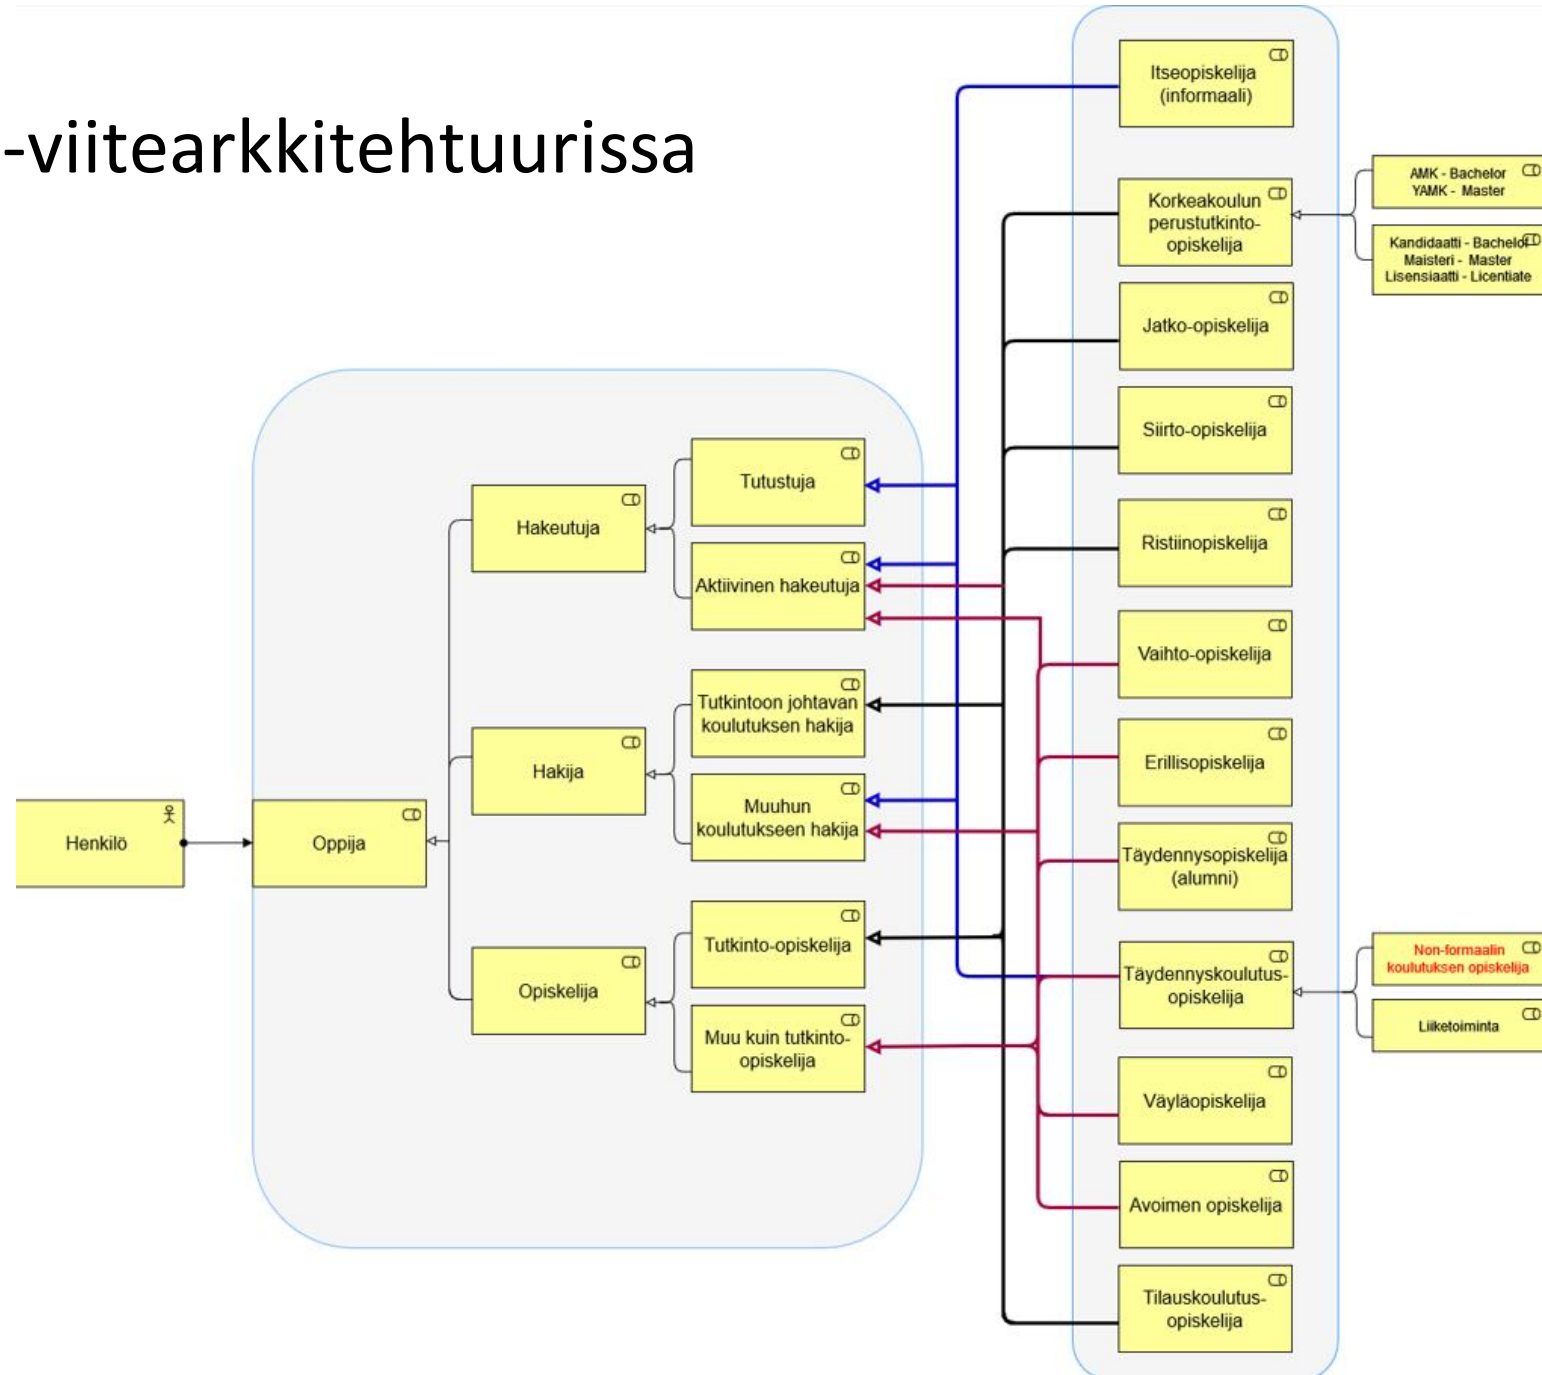 -viitearkkitehtuurissa
Henkilö
Oppija
Hakeutuja
Hakija
Opiskelija
Tutustuja
Aktiivinen hakeutuja
Tutkintoon johtavan
koulutuksen hakija
Muuhun
koulutukseen hakija
Tutkinto-opiskelija
Muu kuin tutkinto-
opiskelija
Itseopiskelija
(informaali)
Korkeakoulun
perustutkinto-
opiskelija
Jatko-opiskelija
Siirto-opiskelija
Ristiinopiskelija
Vaihto-opiskelija
Erillisopiskelija
Täydennysopiskelija
(alumni)
Täydennyskoulutus-
opiskelija
Väyläopiskelija
Avoimen opiskelija
Tilauskoulutus-
opiskelija
AMK - Bachelor
YAMK - Master
Kandidaatti - Bachelor
Maisteri - Master
Lisensiaatti - Licentiate
Non-formaalin
koulutuksen opiskelija
Liiketoiminta